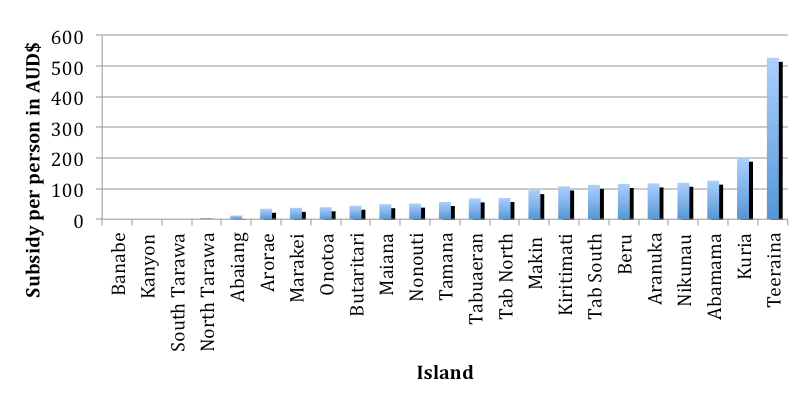 Subsidy per person in AUD$
600
500
400
300
200
100
0
Banabe
Kanyon
South Tarawa
North Tarawa
Abaiang
Arorae
Marakei
Onotoa
Butaritari
Maiana
Nonouti
Tamana
Tabuaeran
Tab North
Makin
Kiritimati
Tab South
Beru
Aranuka
Nikunau
Abamama
Kuria
Teeraina
Island